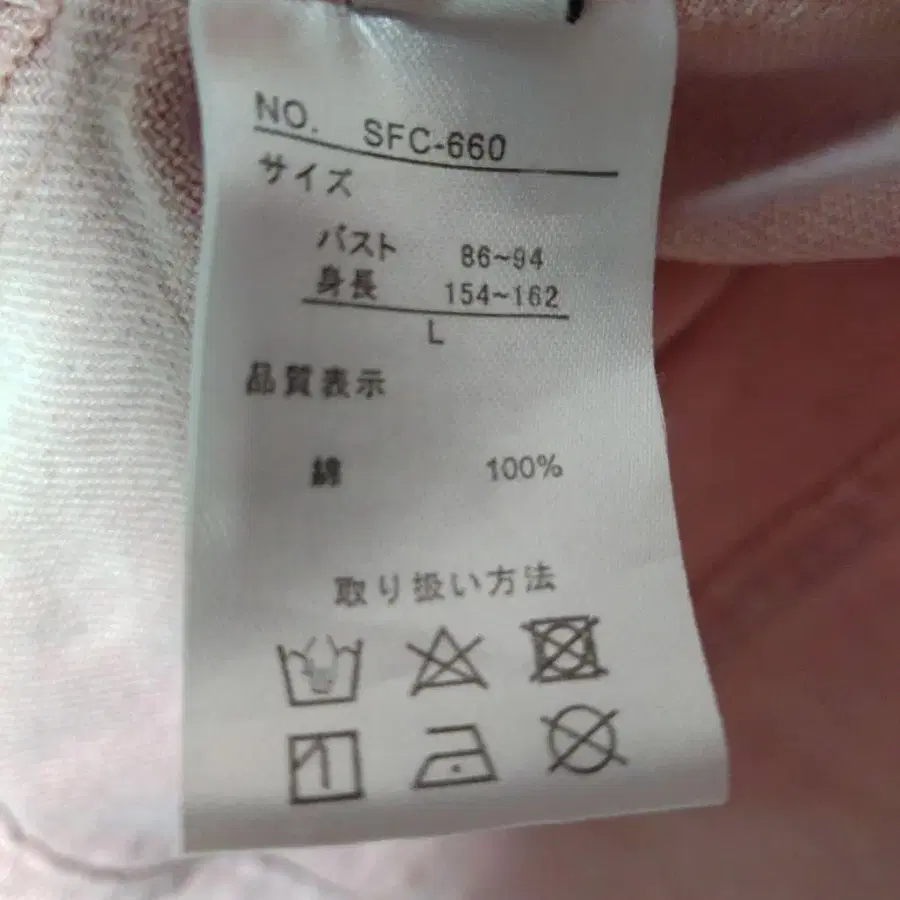 NO. SFC-660
サイズ
バスト 86~94
身長 154~162
L
品質表示
綿 100%
取り扱い方法